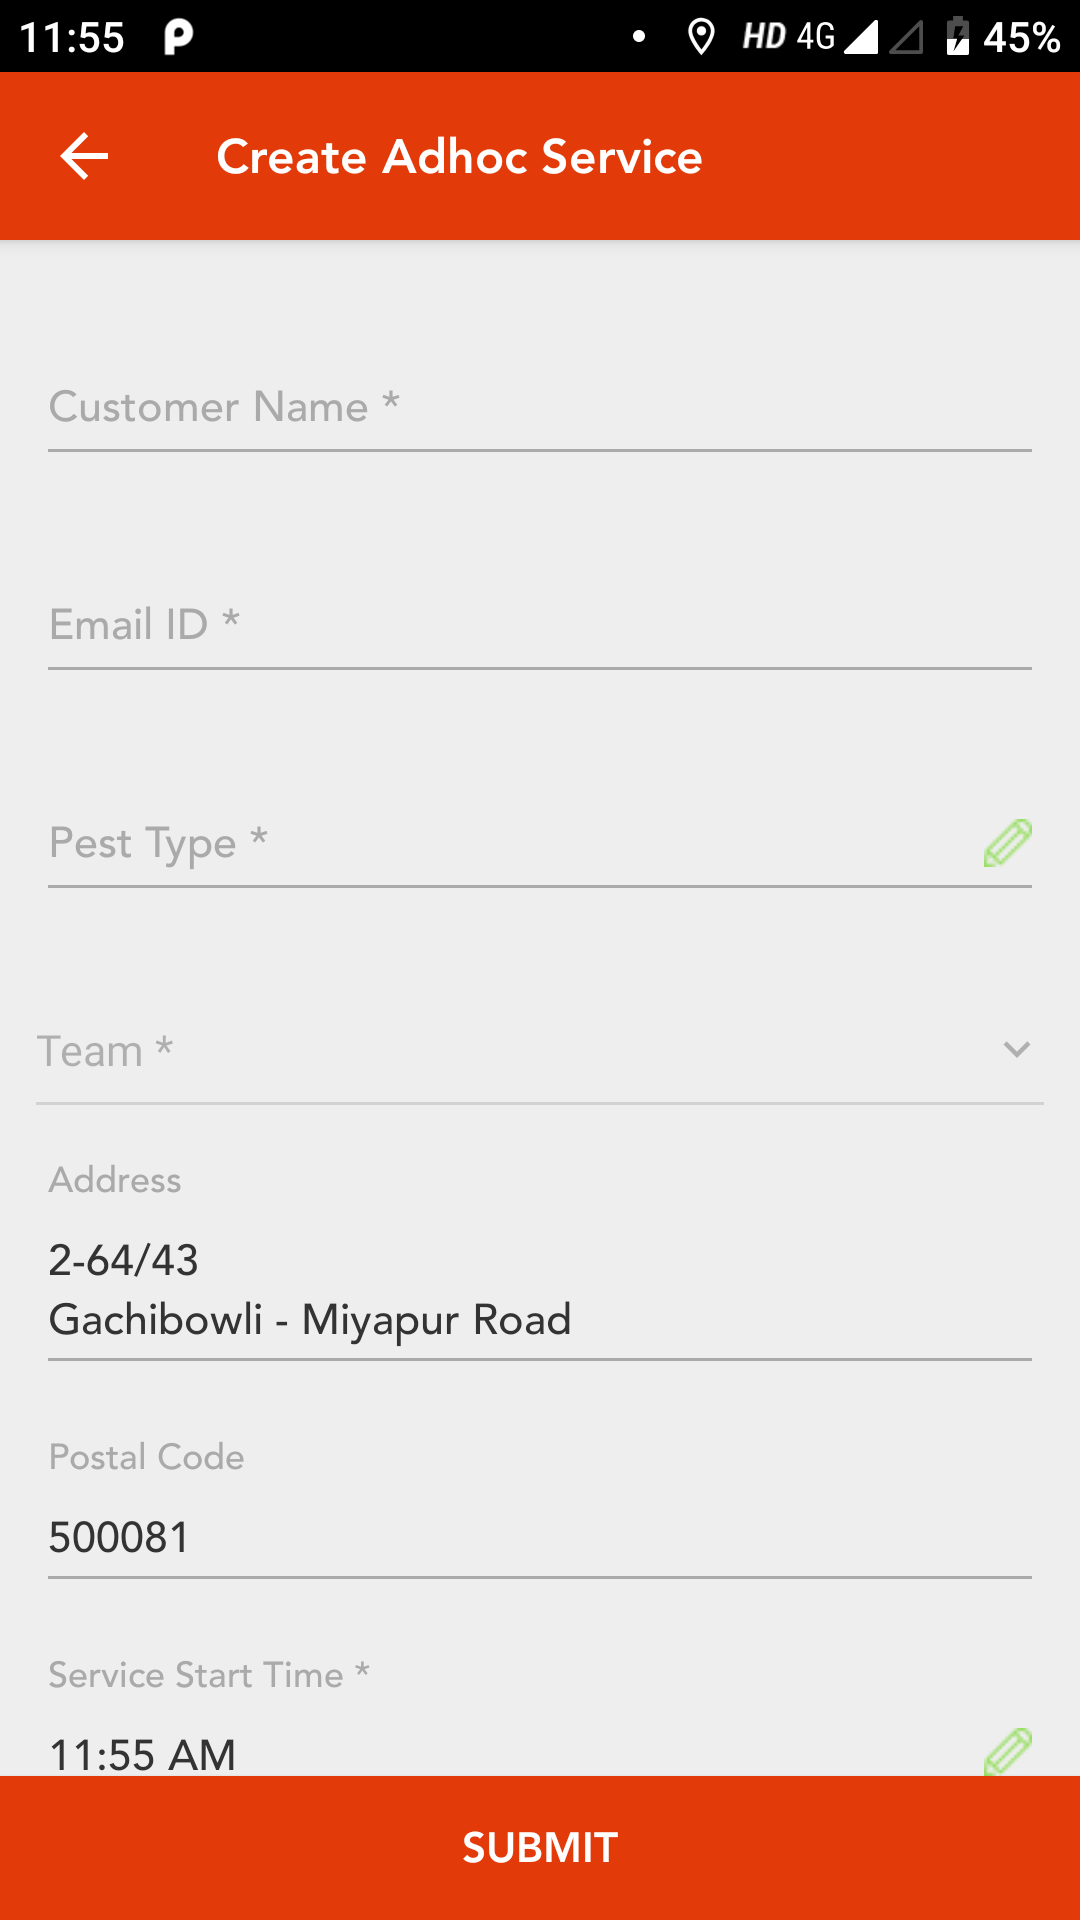 11:55
HD 4G 45%
Create Adhoc Service
Customer Name *
Email ID *
Pest Type *
Team *
Address
2-64/43
Gachibowli - Miyapur Road
Postal Code
500081
Service Start Time *
11:55 AM
SUBMIT